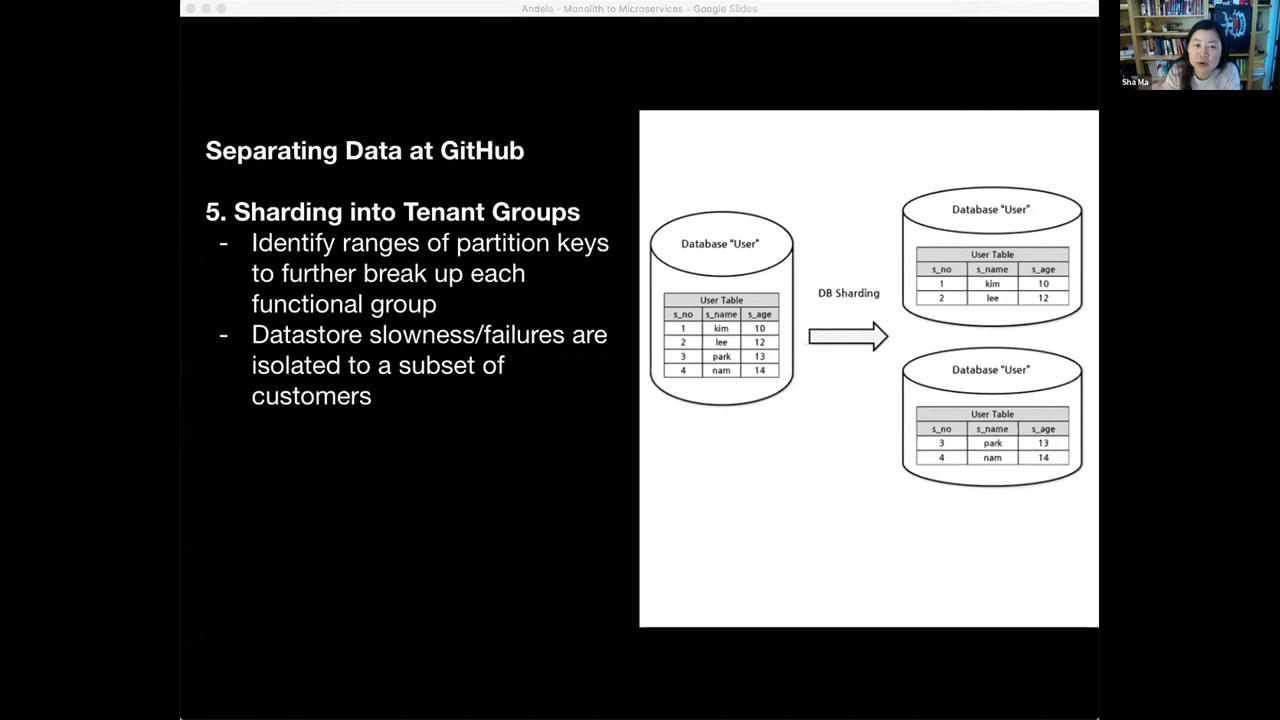 Andela - Monolith to Microservices - Google Slides
Sha Ma
Separating Data at GitHub
5. Sharding into Tenant Groups
- Identify ranges of partition keys
to further break up each
functional group
- Datastore slowness/failures are
isolated to a subset of
customers
Database "User"
User Table
s_no s_name s_age
1 kim 10
2 lee 12
3 park 13
4 nam 14
DB Sharding
Database "User"
User Table
s_no s_name s_age
1 kim 10
2 lee 12
Database "User"
User Table
s_no s_name s_age
3 park 13
4 nam 14